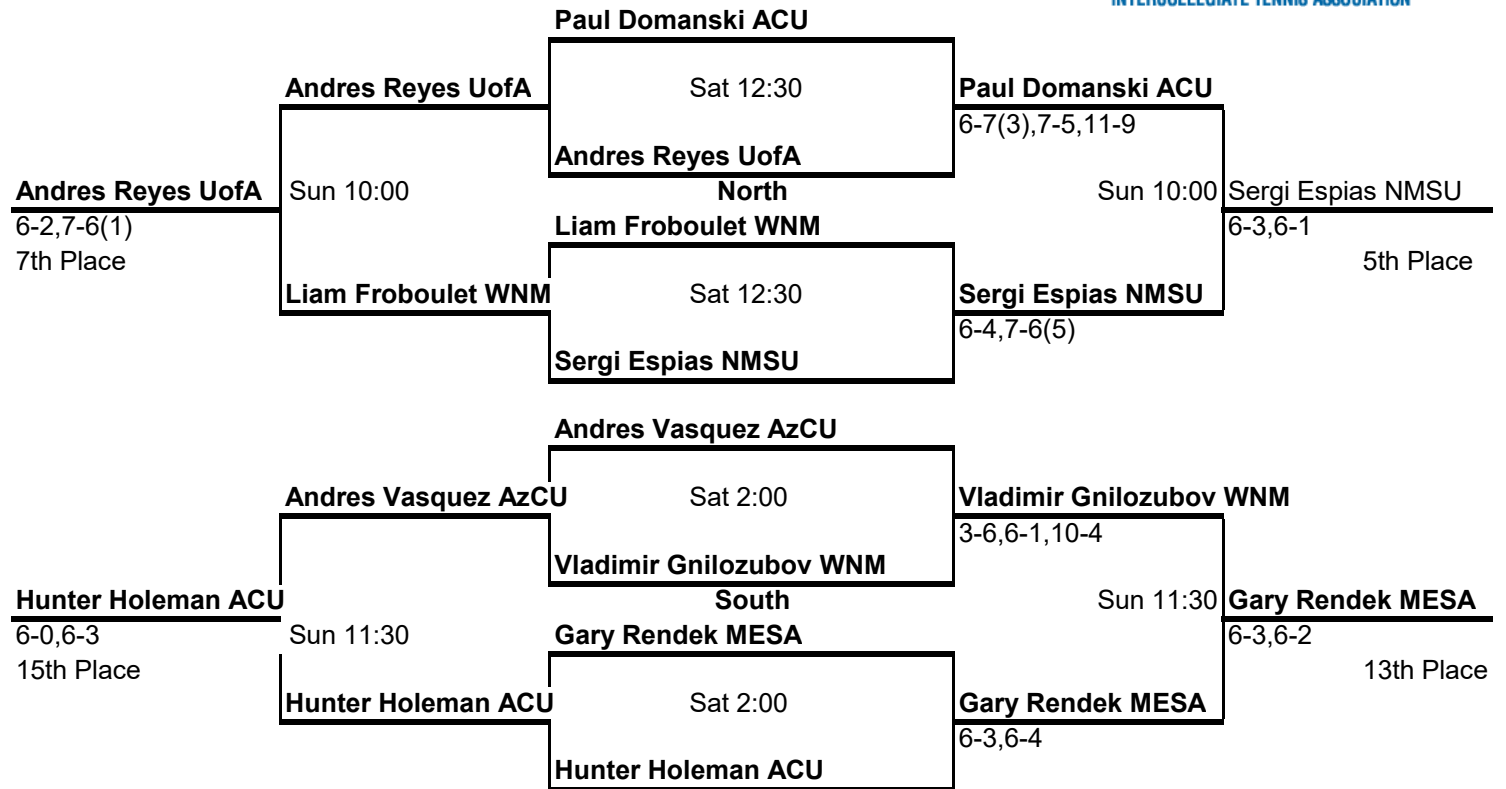 INTERCOLLEGIATE TENNIS ASSOCIATION
Paul Domanski ACU
Andres Reyes UofA
Sat 12:30
Paul Domanski ACU
6-7(3),7-5,11-9
Andres Reyes UofA
Andres Reyes UofA
Sun 10:00
North
Sun 10:00
Sergi Espias NMSU
6-2,7-6(1)
Liam Froboulet WNM
6-3,6-1
7th Place
5th Place
Liam Froboulet WNM
Sat 12:30
Sergi Espias NMSU
6-4,7-6(5)
Sergi Espias NMSU
Andres Vasquez AzCU
Andres Vasquez AzCU
Sat 2:00
Vladimir Gnilozubov WNM
3-6,6-1,10-4
Vladimir Gnilozubov WNM
Hunter Holeman ACU
South
Sun 11:30
Gary Rendek MESA
6-0,6-3
Sun 11:30
Gary Rendek MESA
6-3,6-2
15th Place
13th Place
Hunter Holeman ACU
Sat 2:00
Gary Rendek MESA
6-3,6-4
Hunter Holeman ACU